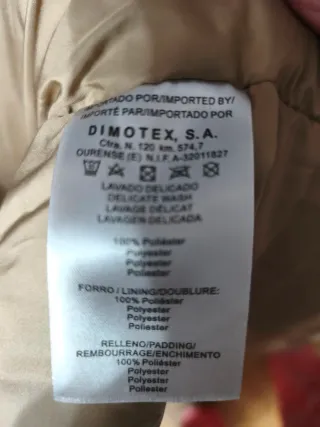 IMPORTADO POR/IMPORTED BY/
IMPORTÉ PAR/IMPORTADO POR
DIMOTEX, S.A.
Ctra. N. 120 km. 574,7
OURENSE (E) N.I.F. A-32011827
LAVADO DELICADO
DELICATE WASH
LAVAGE DÉLICAT
LAVAGEN DELICADA
100% Poliéster
Polyester
Polyester
Poliester
FORRO / LINING/DOUBLURE:
100% Poliéster
Polyester
Polyester
Poliester
RELLENO/PADDING/
REMBOURRAGE/ENCHIMENTO
100% Poliéster
Polyester
Polyester
Poliester